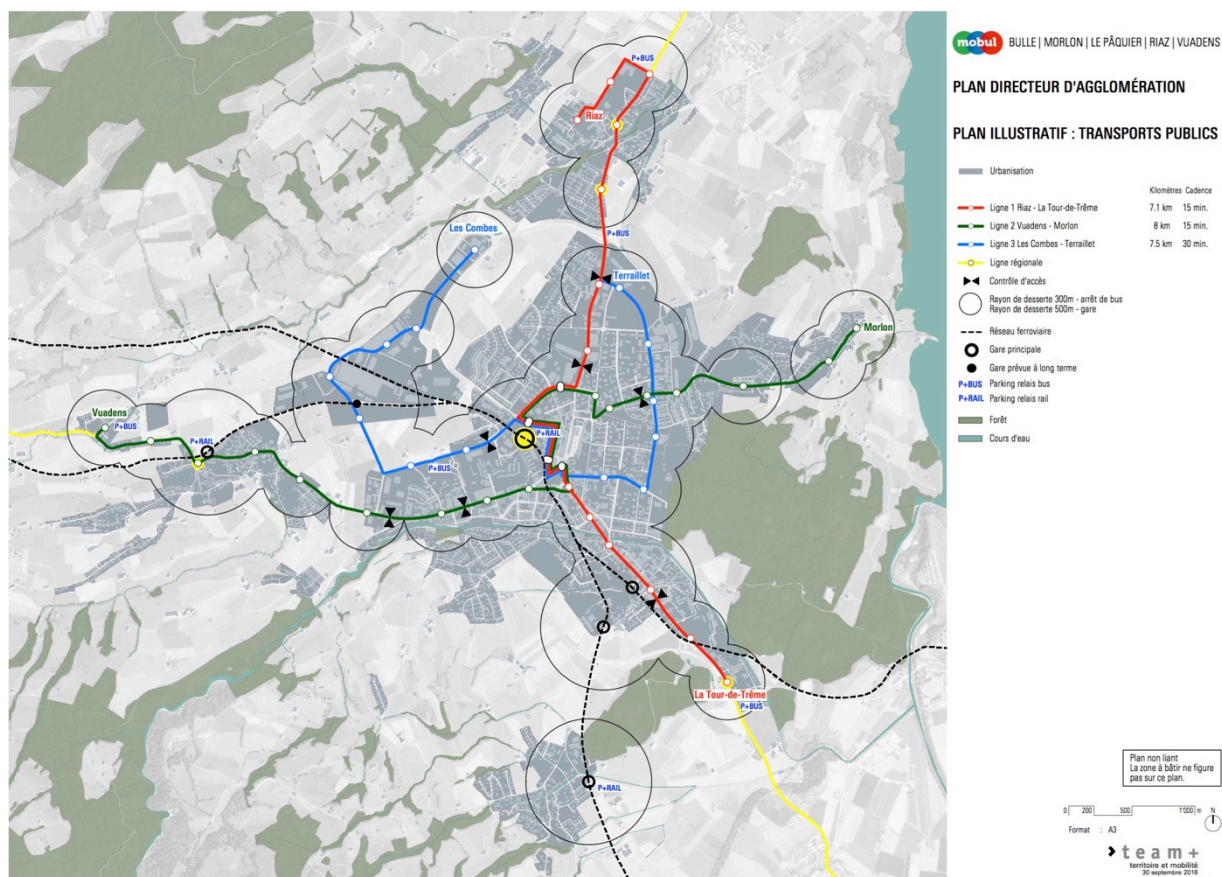 mobul BULLE | MORLON | LE PÂQUIER | RIAZ | VUADENS
PLAN DIRECTEUR D'AGGLOMÉRATION
PLAN ILLUSTRATIF : TRANSPORTS PUBLICS
Urbanisation
Kilomètres Cadence
Ligne 1 Riaz - La Tour-de-Trême 7.1 km 15 min.
Ligne 2 Vuadens - Morlon 8 km 15 min.
Ligne 3 Les Combes - Terraillet 7.5 km 30 min.
Ligne régionale
Contrôle d'accès
Rayon de desserte 300m - arrêt de bus
Rayon de desserte 500m - gare
Réseau ferroviaire
Gare principale
Gare prévue à long terme
P+BUS Parking relais bus
P+RAIL Parking relais rail
Forêt
Cours d'eau
P+BUS
Riaz
P+BUS
Les Combes
Terraillet
Morlon
Vuadens
P+BUS
P+RAIL
P+RAIL
P+BUS
La Tour-de-Trême
P+BUS
P+RAIL
Plan non liant
La zone à bâtir ne figure
pas sur ce plan.
0 200 500 1'000 m N
Format : A3
team+
territoire et mobilité
30 septembre 2016